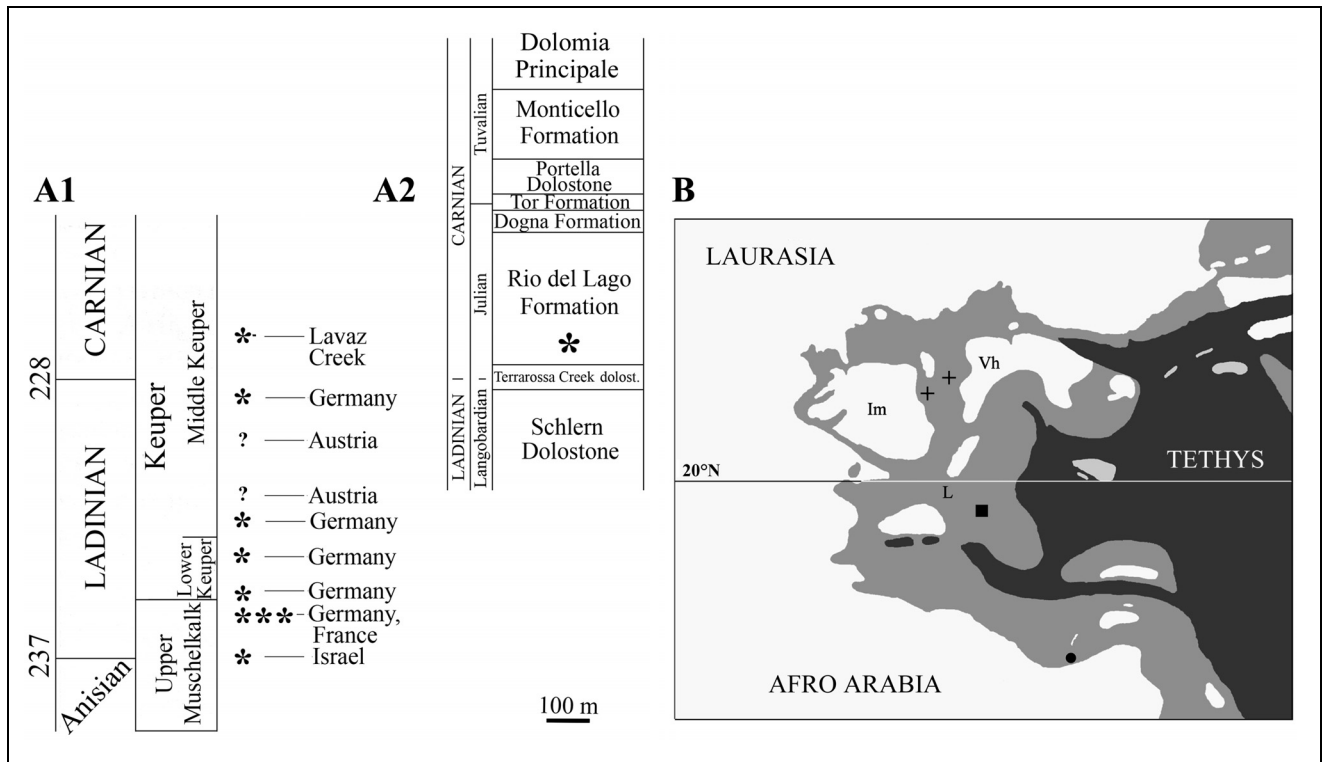 A1
CARNIAN
228
LADINIAN
237
Anisian
Keuper
Middle Keuper
Lower
Keuper
Upper
Muschelkalk
*
Lavaz
Creek
*
Germany
?
Austria
?
Austria
*
Germany
*
Germany
*
Germany
***
Germany,
France
*
Israel
A2
CARNIAN
LADINIAN
Tuvalian
Julian
Langobardian
Dolomia
Principale
Monticello
Formation
Portella
Dolostone
Tor Formation
Dogna Formation
Rio del Lago
Formation
*
Terrarossa Creek dolost.
Schlern
Dolostone
100 m
B
LAURASIA
Vh
Im
20°N
TETHYS
L
AFRO ARABIA